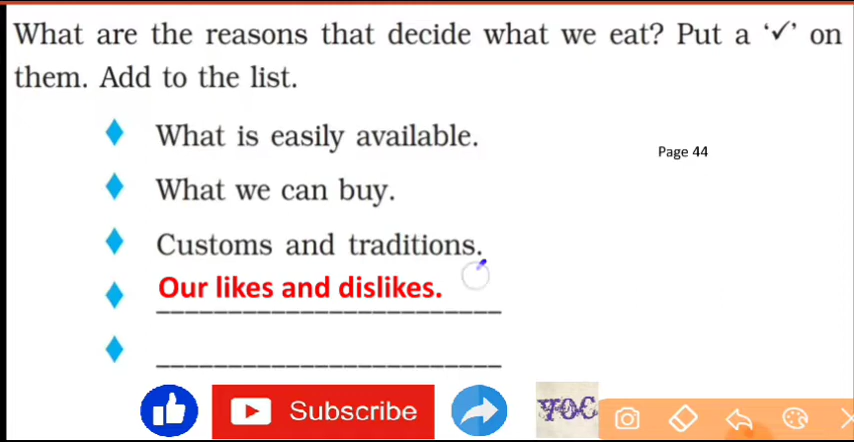 What are the reasons that decide what we eat? Put a ‘✓’ on
them. Add to the list.
What is easily available.
Page 44
What we can buy.
Customs and traditions.
Our likes and dislikes.
Subscribe
YOC